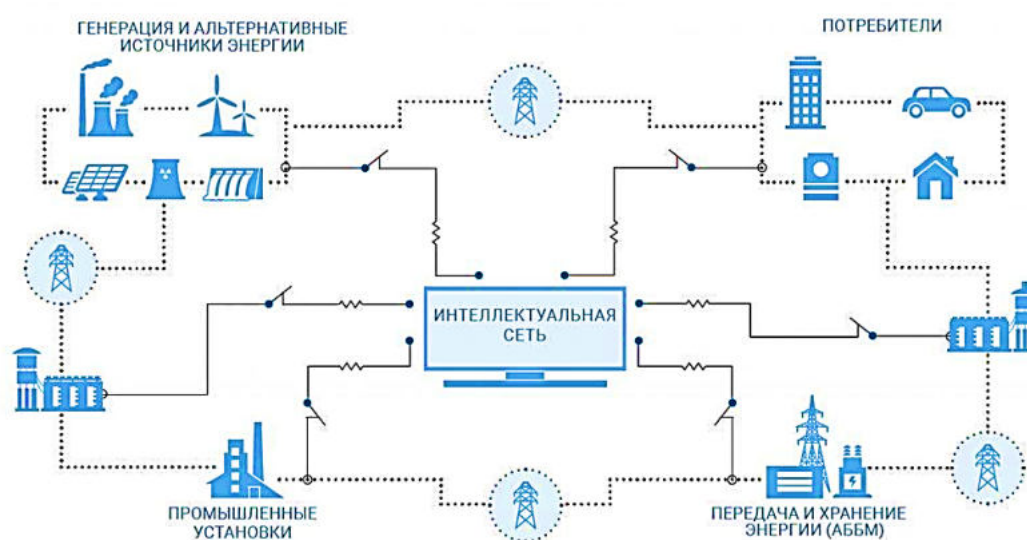 ГЕНЕРАЦИЯ И АЛЬТЕРНАТИВНЫЕ
ИСТОЧНИКИ ЭНЕРГИИ
ПОТРЕБИТЕЛИ
ИНТЕЛЛЕКТУАЛЬНАЯ
СЕТЬ
ПРОМЫШЛЕННЫЕ
УСТАНОВКИ
ПЕРЕДАЧА И ХРАНЕНИЕ
ЭНЕРГИИ (АББМ)